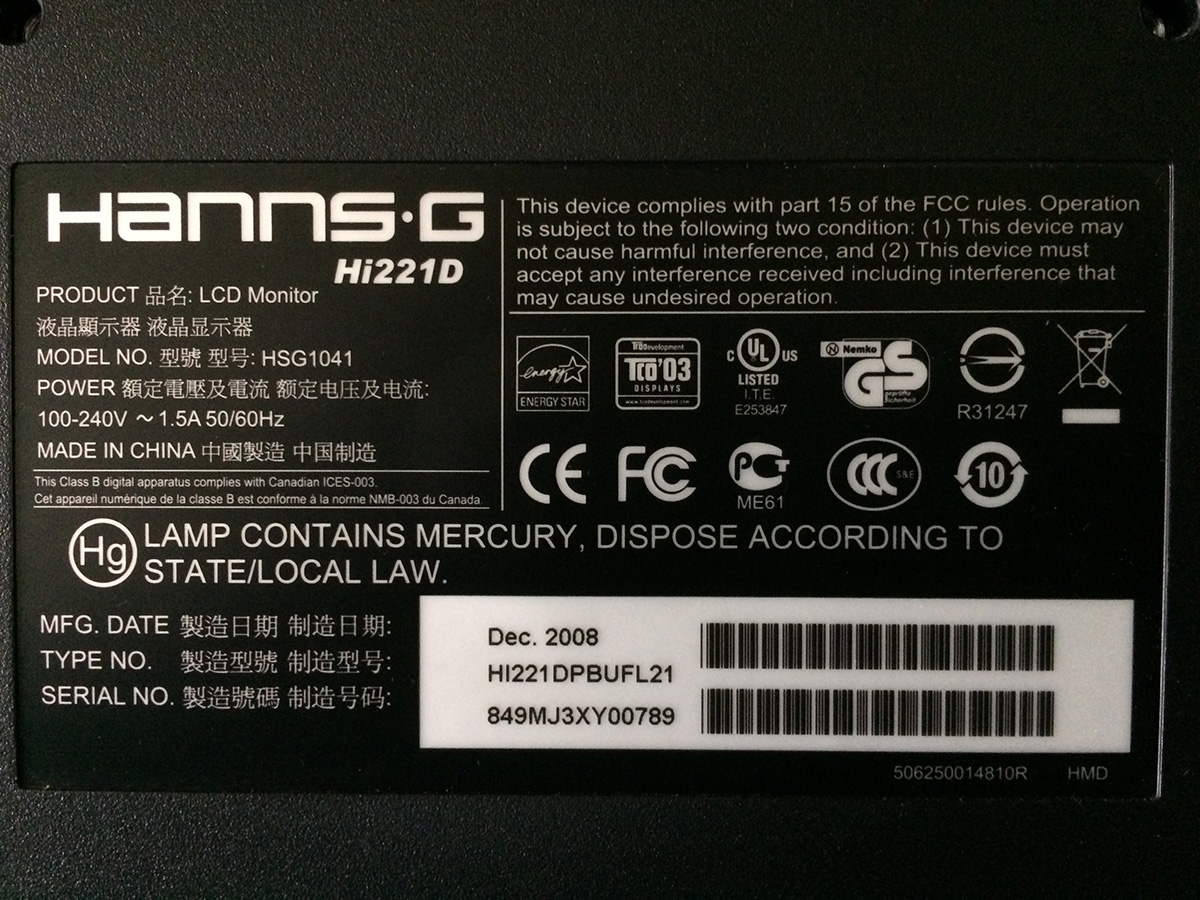 Hanns·G
Hi221D
PRODUCT 品名: LCD Monitor
液晶顯示器 液晶显示器
MODEL NO. 型號 型号: HSG1041
POWER 額定電壓及電流 额定电压及电流:
100-240V ~ 1.5A 50/60Hz
MADE IN CHINA 中國製造 中国制造
This Class B digital apparatus complies with Canadian ICES-003.
Cet appareil numérique de la classe B est conforme à la norme NMB-003 du Canada.
This device complies with part 15 of the FCC rules. Operation
is subject to the following two condition: (1) This device may
not cause harmful interference, and (2) This device must
accept any interference received including interference that
may cause undesired operation.
energy
ENERGY STAR
TCO Development
TCO'03
DISPLAYS
www.tcodevelopment.com
C UL US
LISTED
I.T.E.
E253847
N Nemko
GS
geprüfte
Sicherheit
R31247
CE
FC
PCT
ME61
CCC S&E
10
Hg
LAMP CONTAINS MERCURY, DISPOSE ACCORDING TO
STATE/LOCAL LAW.
MFG. DATE 製造日期 制造日期: Dec. 2008
TYPE NO. 製造型號 制造型号: HI221DPBUFL21
SERIAL NO. 製造號碼 制造号码: 849MJ3XY00789
506250014810R HMD